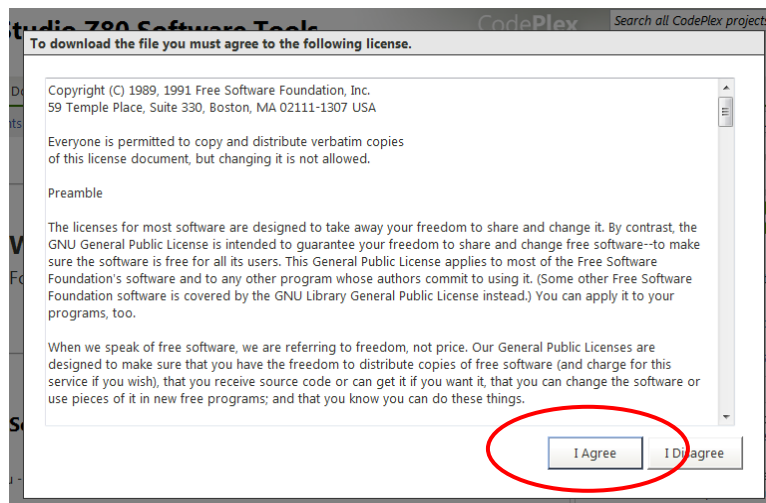 Studio Z80 Software Tools
CodePlex
Search all CodePlex projects
To download the file you must agree to the following license.
Copyright (C) 1989, 1991 Free Software Foundation, Inc.
59 Temple Place, Suite 330, Boston, MA 02111-1307 USA
Everyone is permitted to copy and distribute verbatim copies
of this license document, but changing it is not allowed.
Preamble
The licenses for most software are designed to take away your freedom to share and change it. By contrast, the
GNU General Public License is intended to guarantee your freedom to share and change free software--to make
sure the software is free for all its users. This General Public License applies to most of the Free Software
Foundation's software and to any other program whose authors commit to using it. (Some other Free Software
Foundation software is covered by the GNU Library General Public License instead.) You can apply it to your
programs, too.
When we speak of free software, we are referring to freedom, not price. Our General Public Licenses are
designed to make sure that you have the freedom to distribute copies of free software (and charge for this
service if you wish), that you receive source code or can get it if you want it, that you can change the software or
use pieces of it in new free programs; and that you know you can do these things.
I Agree
I Disagree